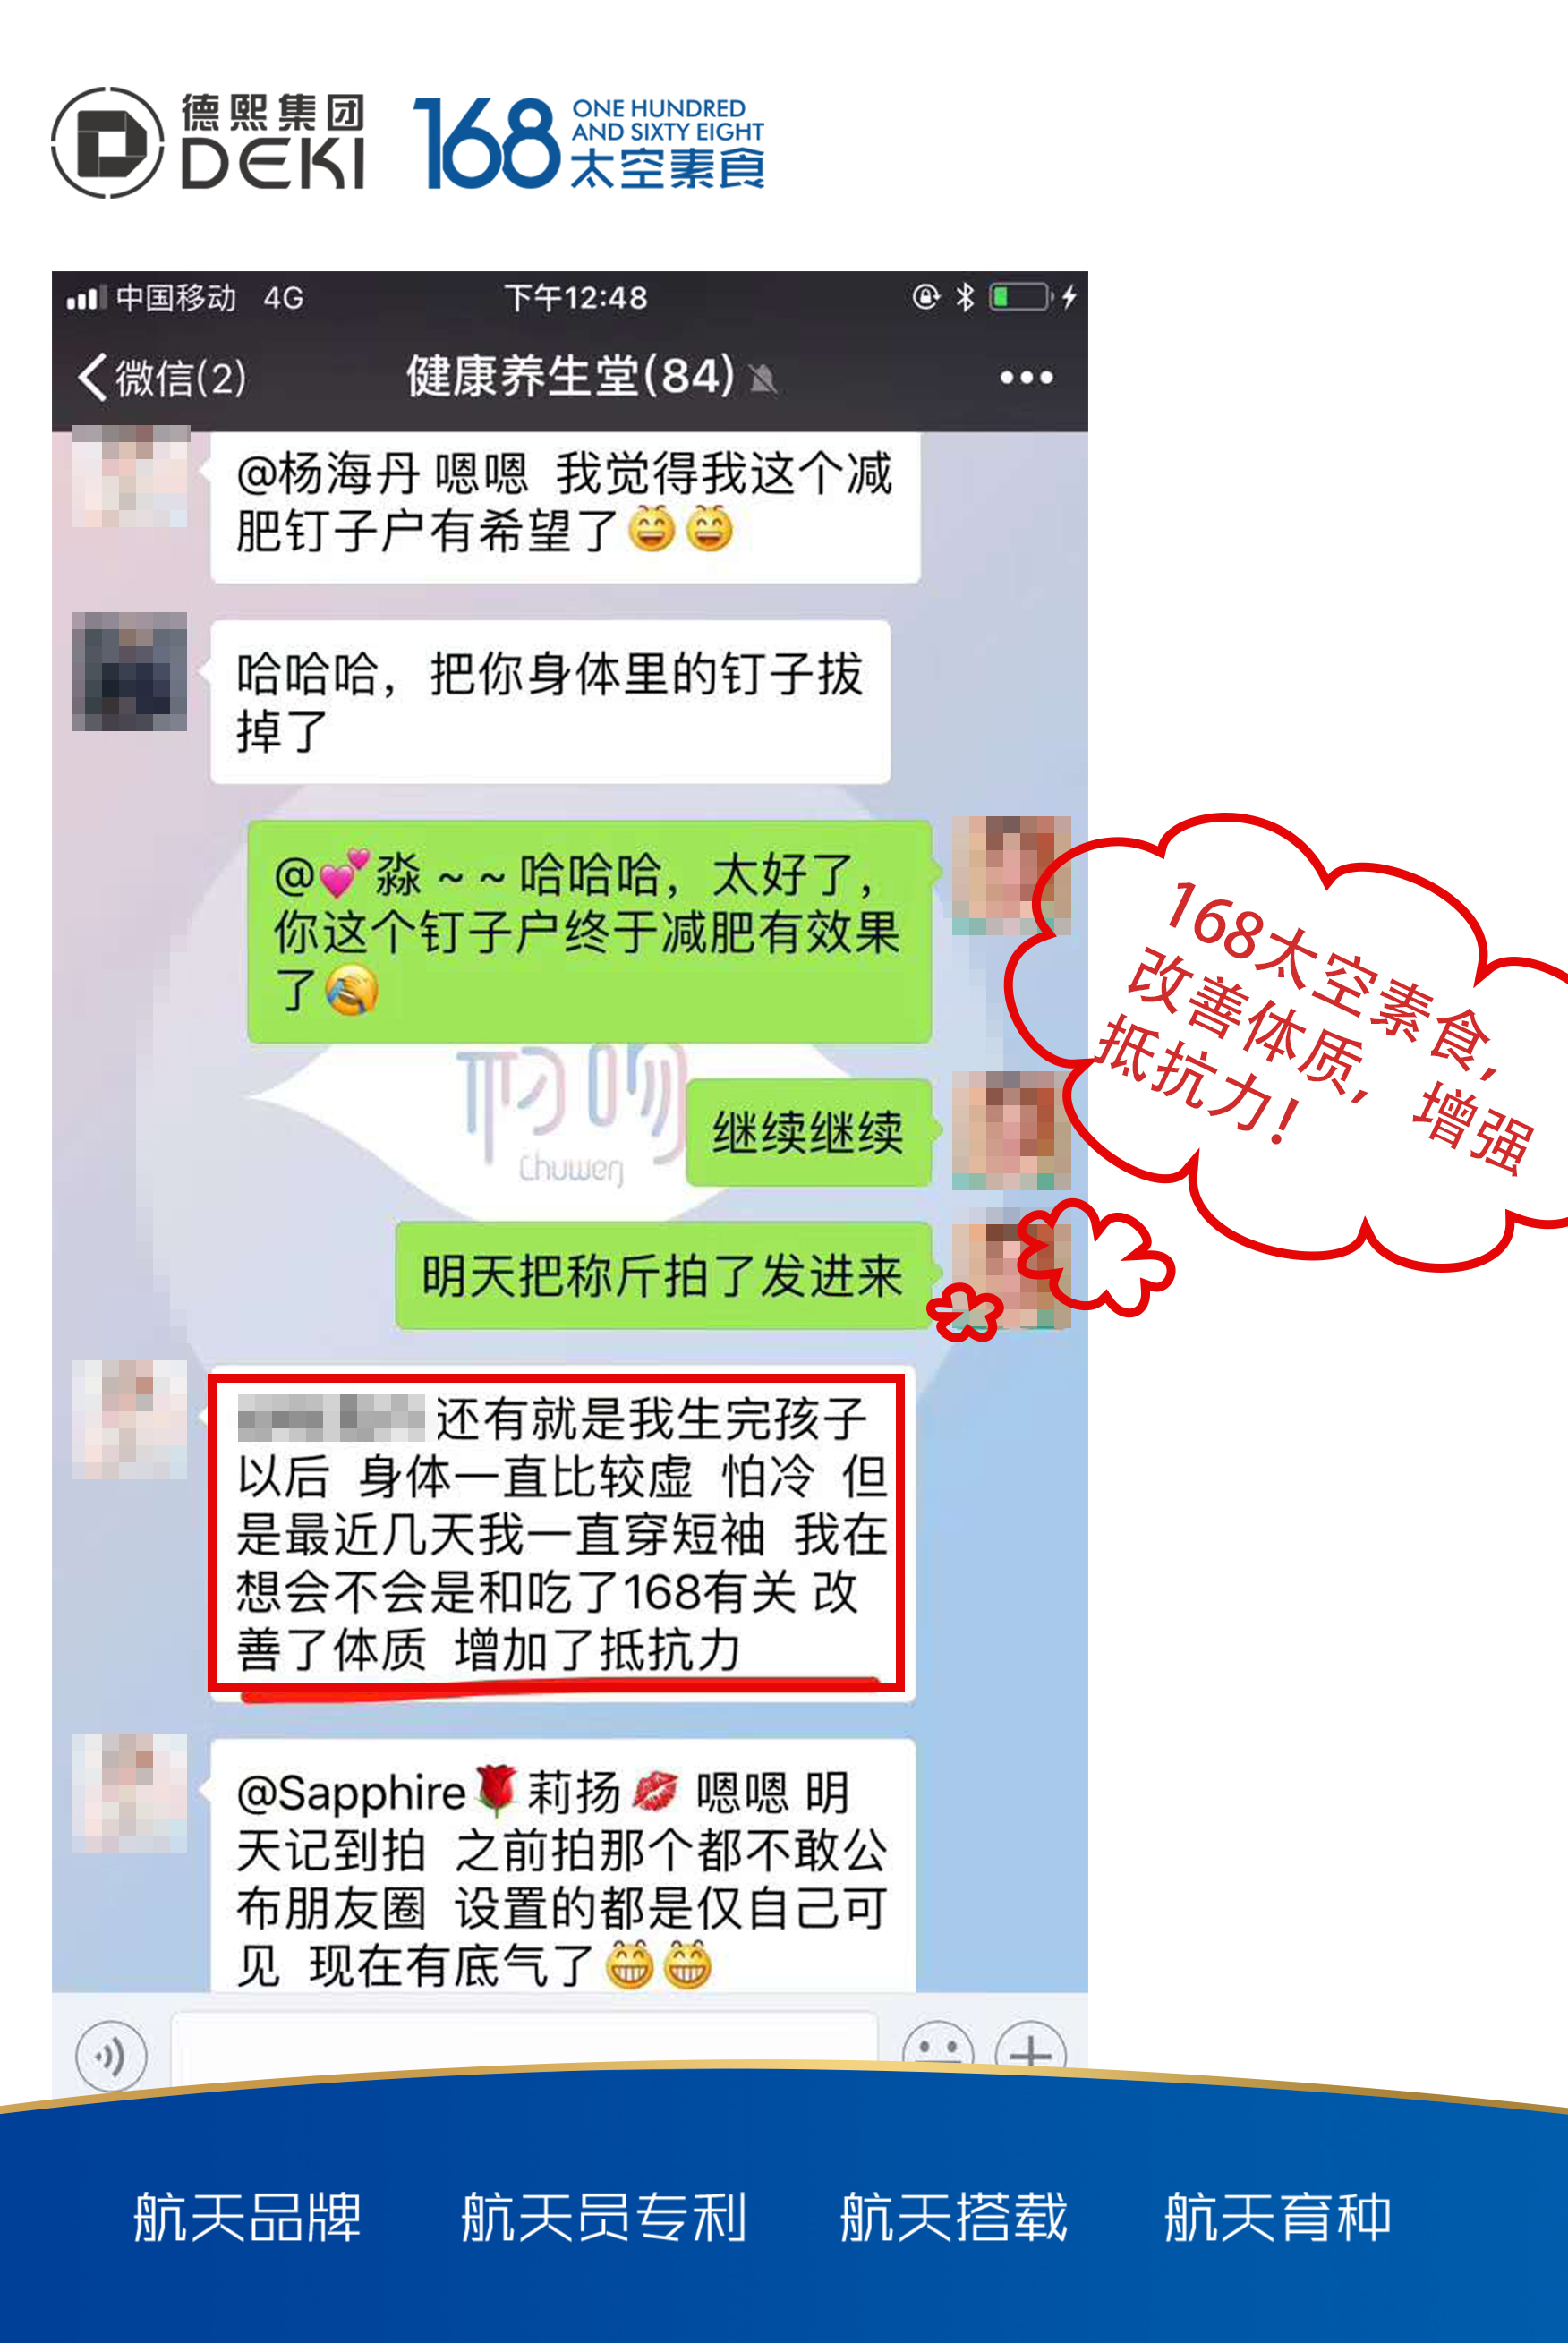 德熙集团
DEKI
168
ONE HUNDRED
AND SIXTY EIGHT
太空素食
中国移动 4G
下午12:48
微信(2)
健康养生堂(84)
@杨海丹 嗯嗯 我觉得我这个减
肥钉子户有希望了😄😄
哈哈哈，把你身体里的钉子拔
掉了
@💕淼~~哈哈哈，太好了，
你这个钉子户终于减肥有效果
了🤣
Chuwen
继续继续
明天把称斤拍了发进来
168太空素食，
改善体质，增强
抵抗力！
还有就是我生完孩子
以后 身体一直比较虚 怕冷 但
是最近几天我一直穿短袖 我在
想会不会是和吃了168有关 改
善了体质 增加了抵抗力
@Sapphire🌹莉扬💋 嗯嗯 明
天记到拍 之前拍那个都不敢公
布朋友圈 设置的都是仅自己可
见 现在有底气了😁😁
航天品牌 航天员专利 航天搭载 航天育种